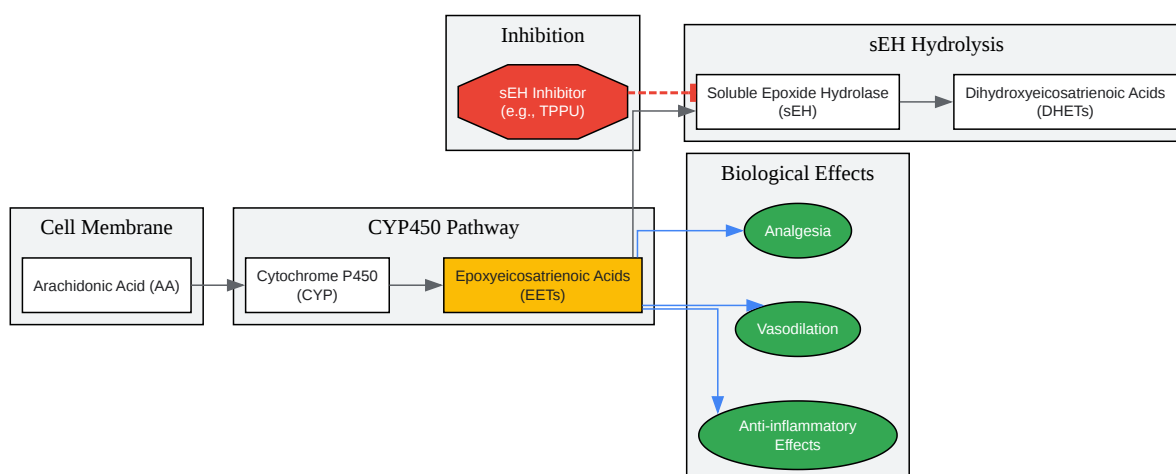 Inhibition
sEH Inhibitor
(e.g., TPPU)
sEH Hydrolysis
Soluble Epoxide Hydrolase
(sEH)
Dihydroxyeicosatrienoic Acids
(DHETs)
Cell Membrane
Arachidonic Acid (AA)
CYP450 Pathway
Cytochrome P450
(CYP)
Epoxyeicosatrienoic Acids
(EETs)
Biological Effects
Analgesia
Vasodilation
Anti-inflammatory
Effects